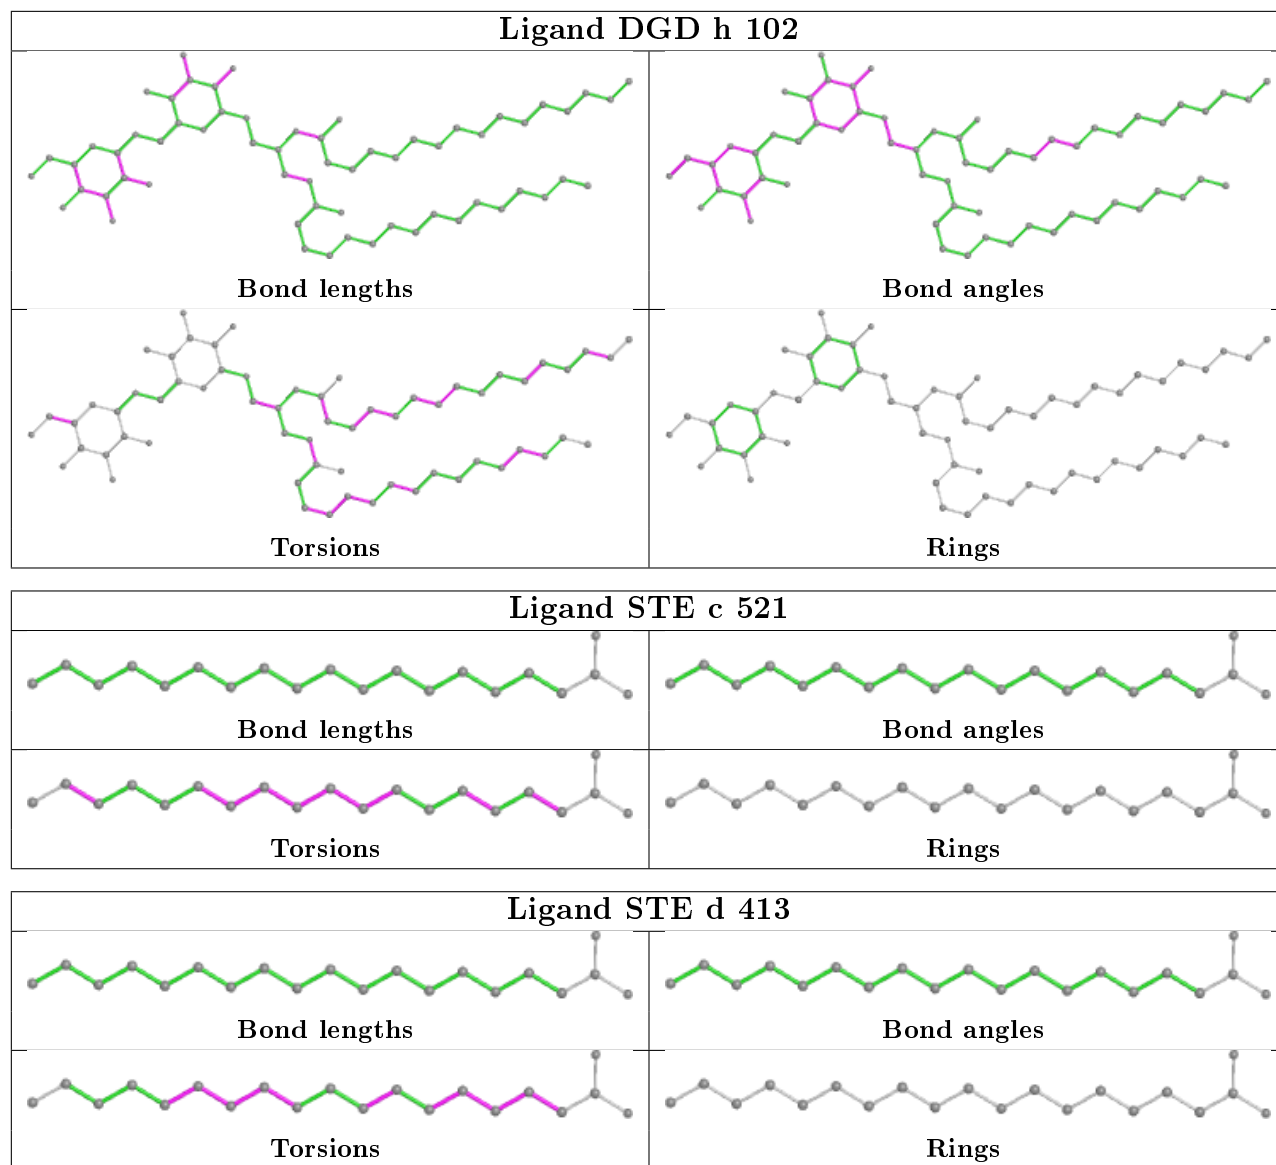 Ligand DGD h 102
Bond lengths
Bond angles
Torsions
Rings
Ligand STE c 521
Bond lengths
Bond angles
Torsions
Rings
Ligand STE d 413
Bond lengths
Bond angles
Torsions
Rings